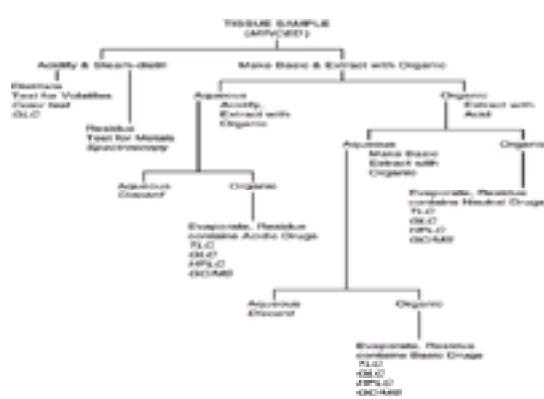 TISSUE SAMPLE
(MINCED)
Acidify & Steam-distill
Make Basic & Extract with Organic
Distillate
Test for Volatiles
Color test
GLC
Residue
Test for Metals
Spectroscopy
Aqueous
Acidify,
Extract with
Organic
Organic
Extract with
Acid
Aqueous
Discard
Organic
Evaporate, Residue
contains Acidic Drugs
TLC
GLC
HPLC
GC/MS
Aqueous
Make Basic
Extract with
Organic
Organic
Evaporate, Residue
contains Neutral Drugs
TLC
GLC
HPLC
GC/MS
Aqueous
Discard
Organic
Evaporate, Residue
contains Basic Drugs
TLC
GLC
HPLC
GC/MS